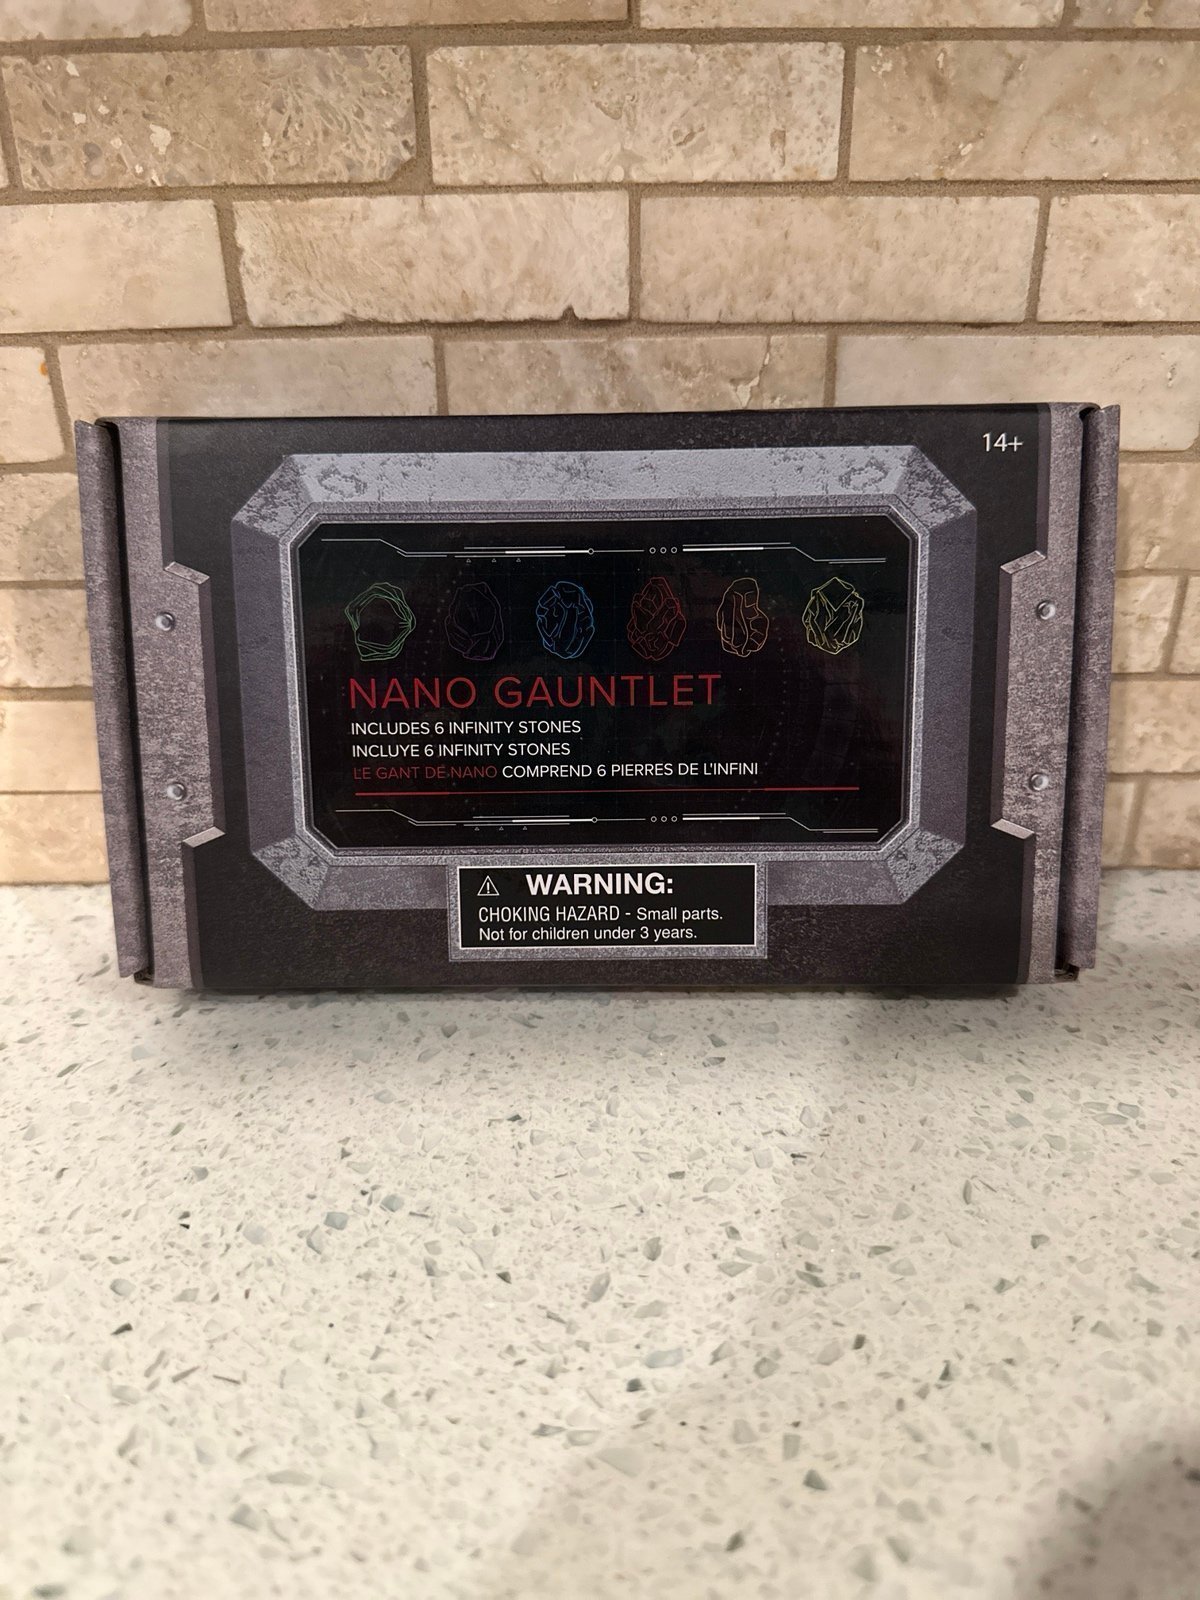 14+
NANO GAUNTLET
INCLUDES 6 INFINITY STONES
INCLUYE 6 INFINITY STONES
LE GANT DE NANO COMPREND 6 PIERRES DE L'INFINI
WARNING:
CHOKING HAZARD - Small parts.
Not for children under 3 years.